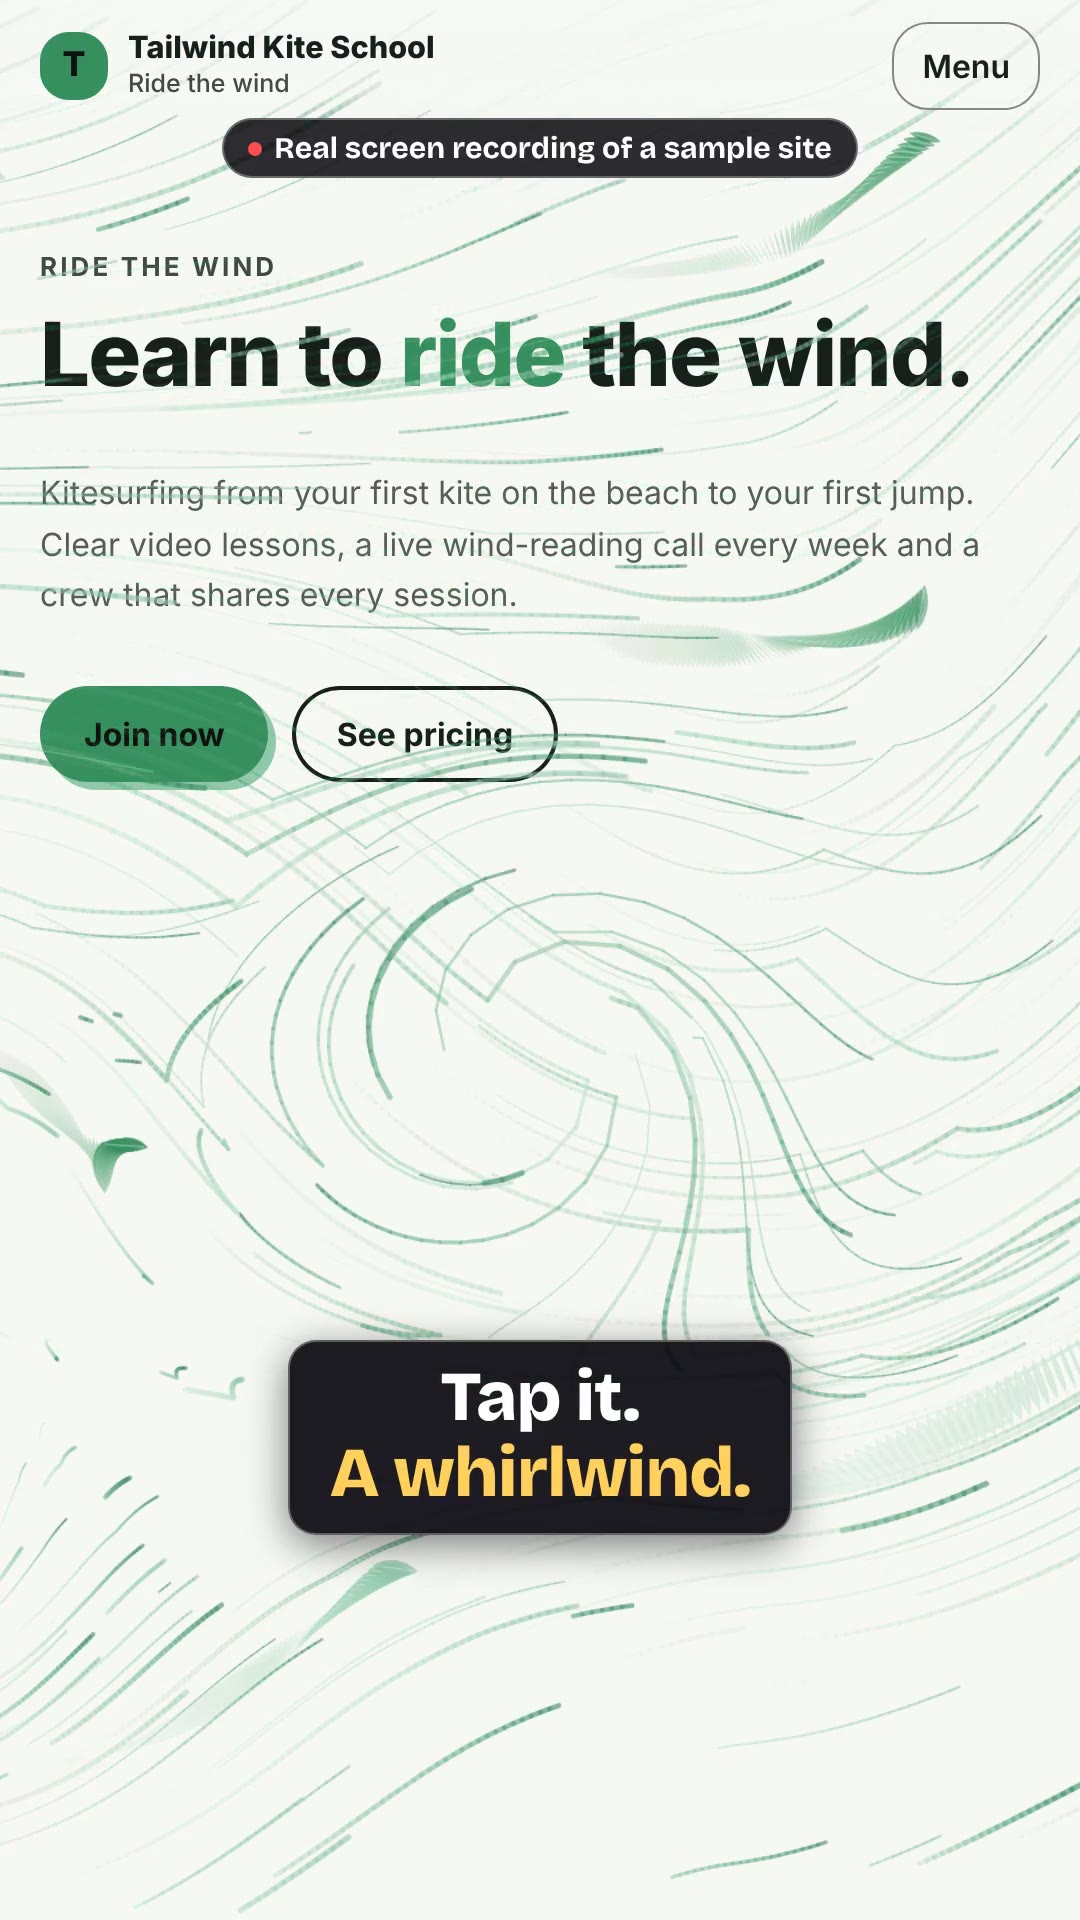 T
Tailwind Kite School
Ride the wind
Menu
Real screen recording of a sample site
RIDE THE WIND
Learn to ride the wind.
Kitesurfing from your first kite on the beach to your first jump.
Clear video lessons, a live wind-reading call every week and a
crew that shares every session.
Join now
See pricing
Tap it.
A whirlwind.